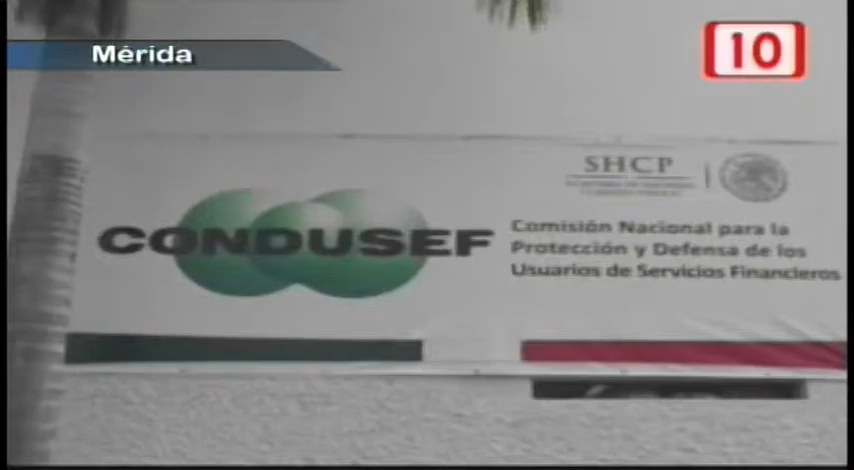 Mérida
10
SHCP
CONDUSEF
Comisión Nacional para la
Protección y Defensa de los
Usuarios de Servicios Financieros